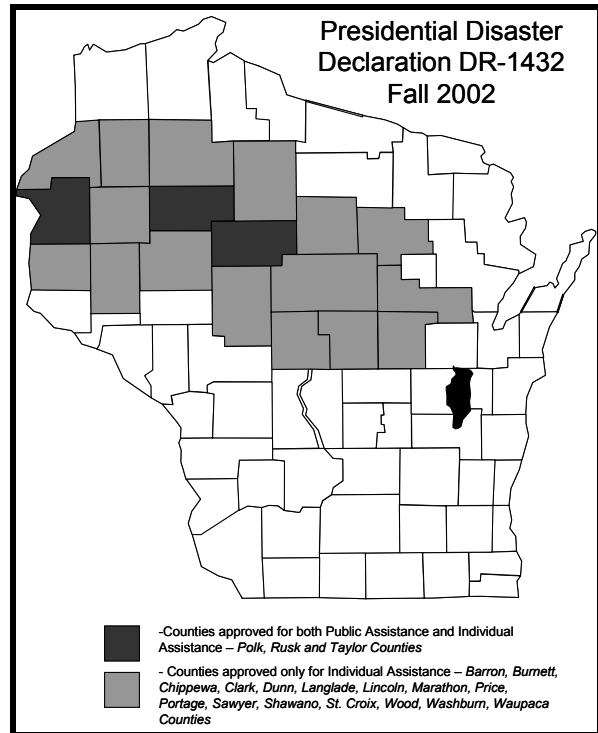 Presidential Disaster
Declaration DR-1432
Fall 2002
-Counties approved for both Public Assistance and Individual
Assistance – Polk, Rusk and Taylor Counties
- Counties approved only for Individual Assistance – Barron, Burnett,
Chippewa, Clark, Dunn, Langlade, Lincoln, Marathon, Price,
Portage, Sawyer, Shawano, St. Croix, Wood, Washburn, Waupaca
Counties